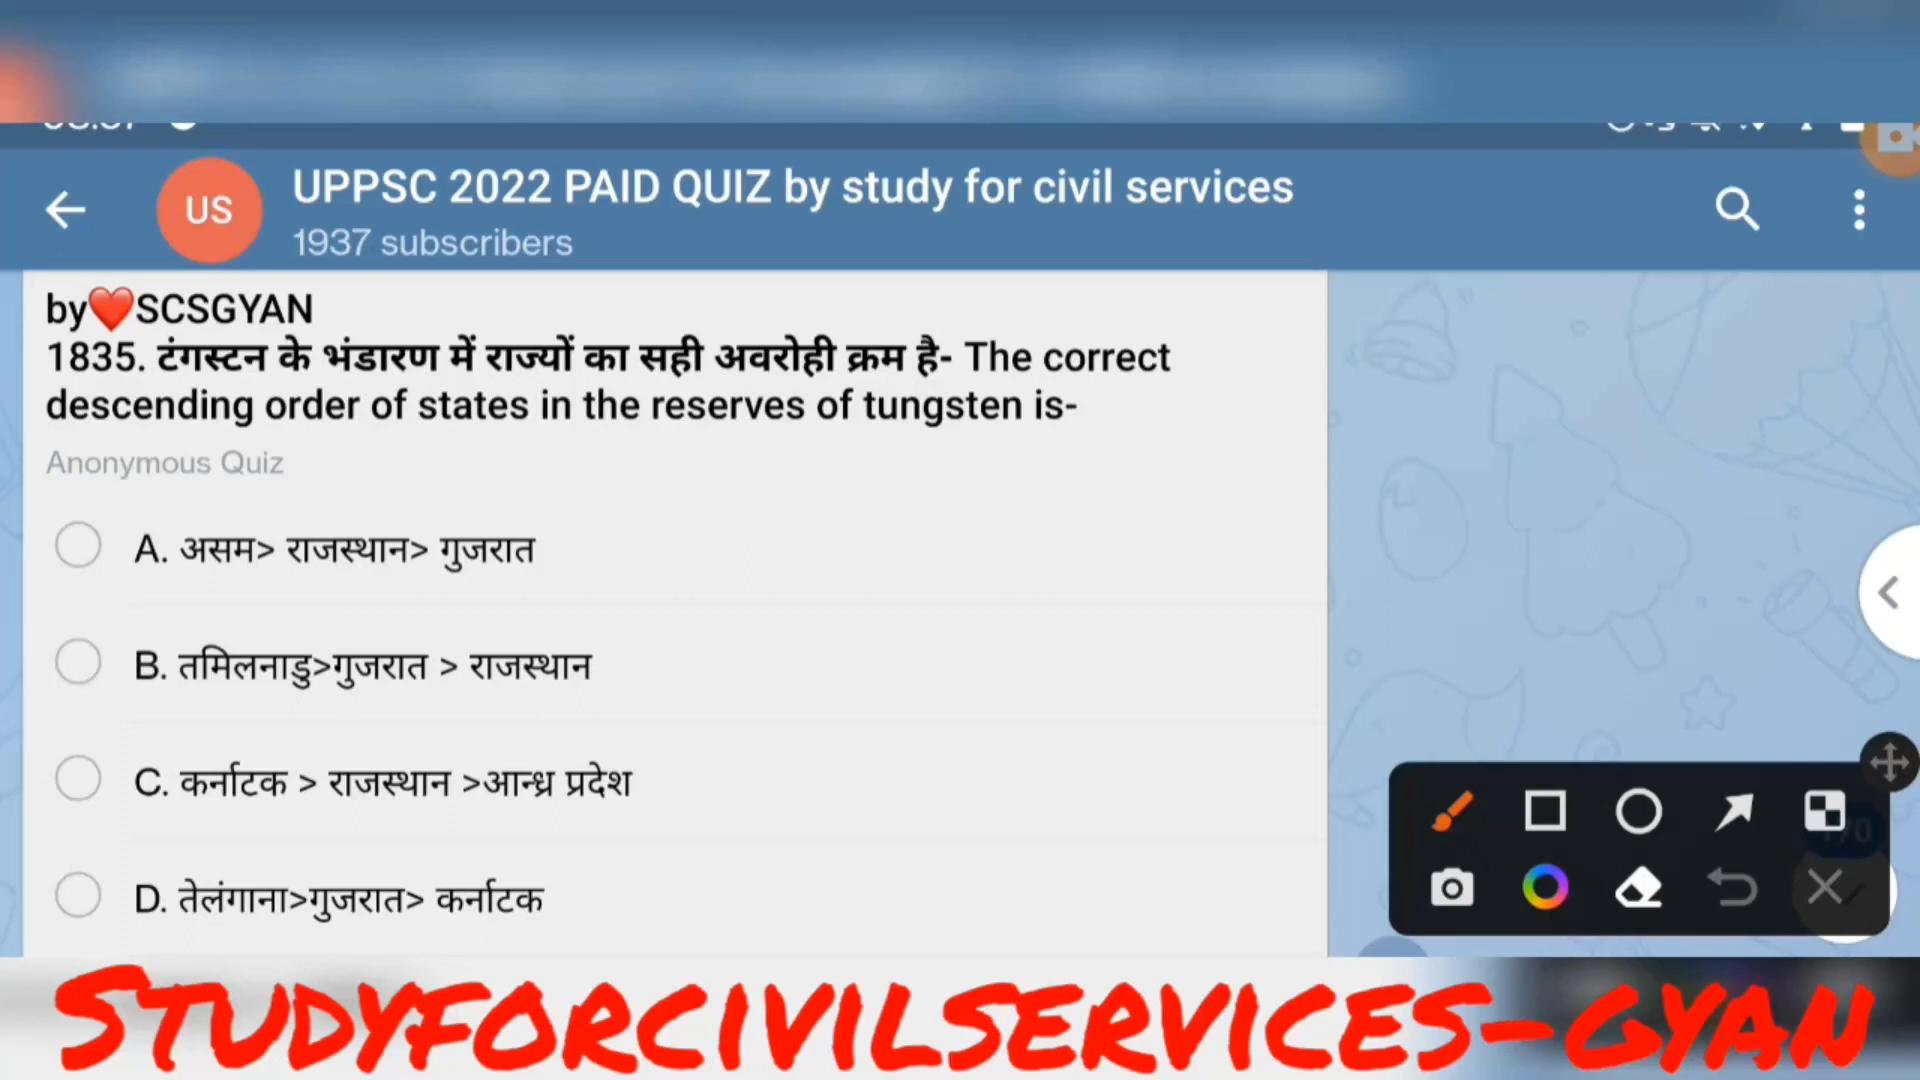 UPPSC 2022 PAID QUIZ by study for civil services
US
1937 subscribers
by❤️SCSGYAN
1835. टंगस्टन के भंडारण में राज्यों का सही अवरोही क्रम है- The correct
descending order of states in the reserves of tungsten is-
Anonymous Quiz
A. असम> राजस्थान> गुजरात
B. तमिलनाडु>गुजरात > राजस्थान
C. कर्नाटक > राजस्थान >आन्ध्र प्रदेश
D. तेलंगाना>गुजरात> कर्नाटक
STUDYFORCIVILSERVICES-GYAN